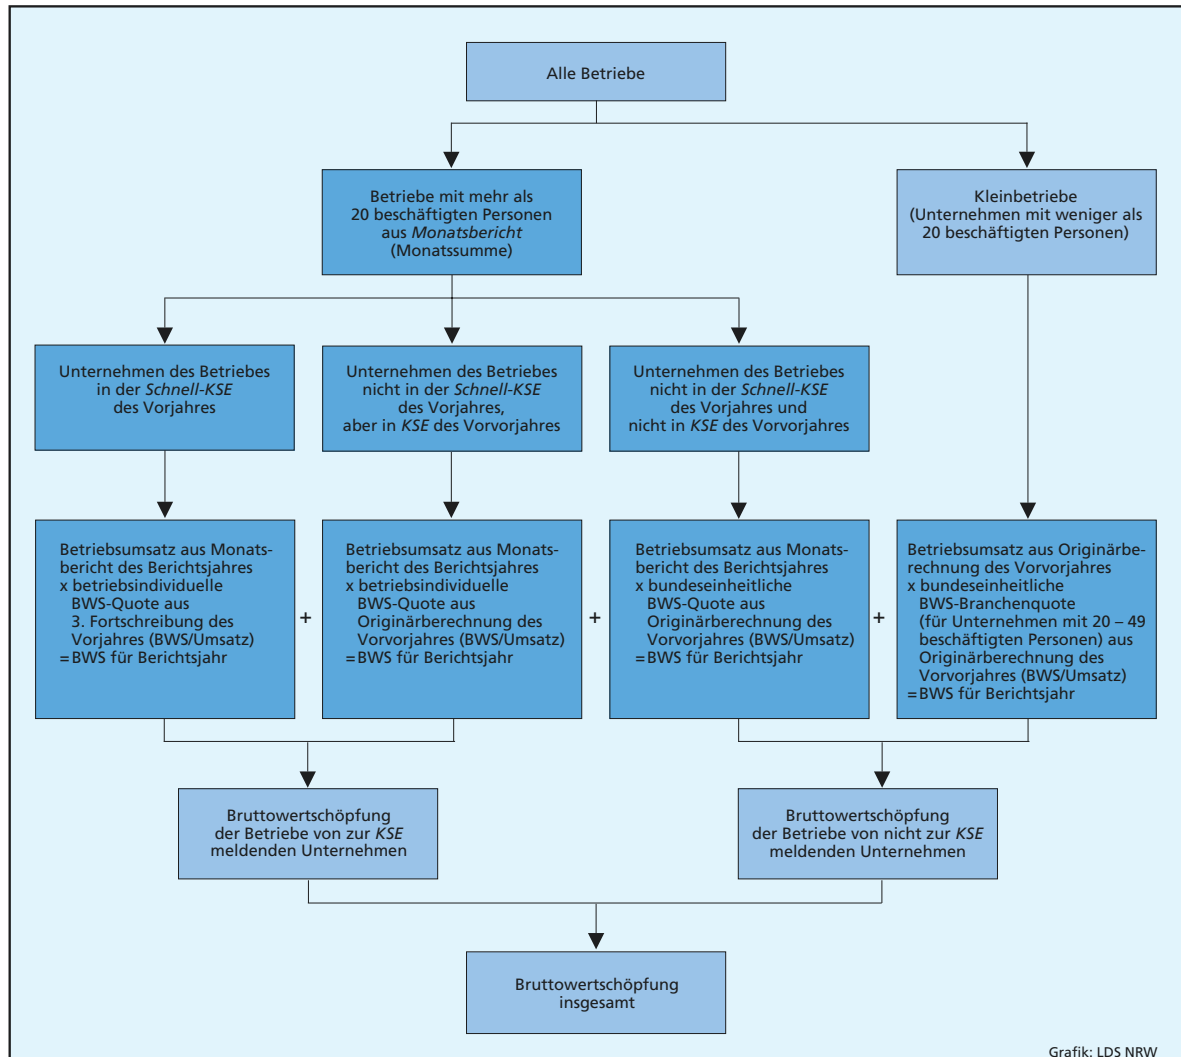 Alle Betriebe
Betriebe mit mehr als
20 beschäftigten Personen
aus Monatsbericht
(Monatssumme)
Kleinbetriebe
(Unternehmen mit weniger als
20 beschäftigten Personen)
Unternehmen des Betriebes
in der Schnell-KSE
des Vorjahres
Unternehmen des Betriebes
nicht in der Schnell-KSE
des Vorjahres,
aber in KSE des Vorvorjahres
Unternehmen des Betriebes
nicht in der Schnell-KSE
des Vorjahres und
nicht in KSE des Vorvorjahres
Betriebsumsatz aus Monats-
bericht des Berichtsjahres
x betriebsindividuelle
BWS-Quote aus
3. Fortschreibung des
Vorjahres (BWS/Umsatz)
= BWS für Berichtsjahr
+
Betriebsumsatz aus Monats-
bericht des Berichtsjahres
x betriebsindividuelle
BWS-Quote aus
Originärberechnung des
Vorvorjahres (BWS/Umsatz)
= BWS für Berichtsjahr
+
Betriebsumsatz aus Monats-
bericht des Berichtsjahres
x bundeseinheitliche
BWS-Quote aus
Originärberechnung des
Vorvorjahres (BWS/Umsatz)
= BWS für Berichtsjahr
+
Betriebsumsatz aus Originärbe-
rechnung des Vorvorjahres
x bundeseinheitliche
BWS-Branchenquote
(für Unternehmen mit 20 – 49
beschäftigten Personen) aus
Originärberechnung des
Vorvorjahres (BWS/Umsatz)
= BWS für Berichtsjahr
Bruttowertschöpfung
der Betriebe von zur KSE
meldenden Unternehmen
Bruttowertschöpfung
der Betriebe von nicht zur KSE
meldenden Unternehmen
Bruttowertschöpfung
insgesamt
Grafik: LDS NRW